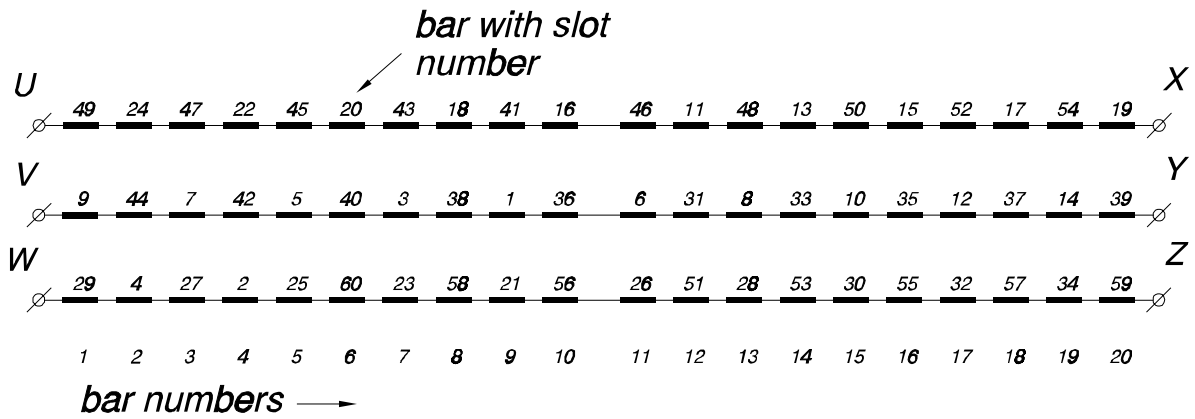 bar with slot
number
U 49 24 47 22 45 20 43 18 41 16 46 11 48 13 50 15 52 17 54 19 X
V 9 44 7 42 5 40 3 38 1 36 6 31 8 33 10 35 12 37 14 39 Y
W 29 4 27 2 25 60 23 58 21 56 26 51 28 53 30 55 32 57 34 59 Z
1 2 3 4 5 6 7 8 9 10 11 12 13 14 15 16 17 18 19 20
bar numbers